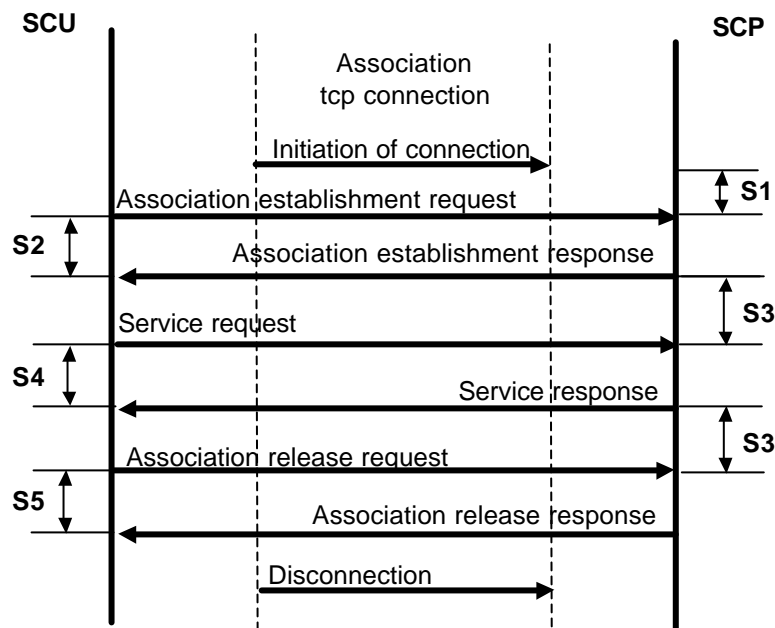 SCU
SCP
Association
tcp connection
Initiation of connection
S1
Association establishment request
S2
Association establishment response
S3
Service request
S4
Service response
S3
Association release request
S5
Association release response
Disconnection